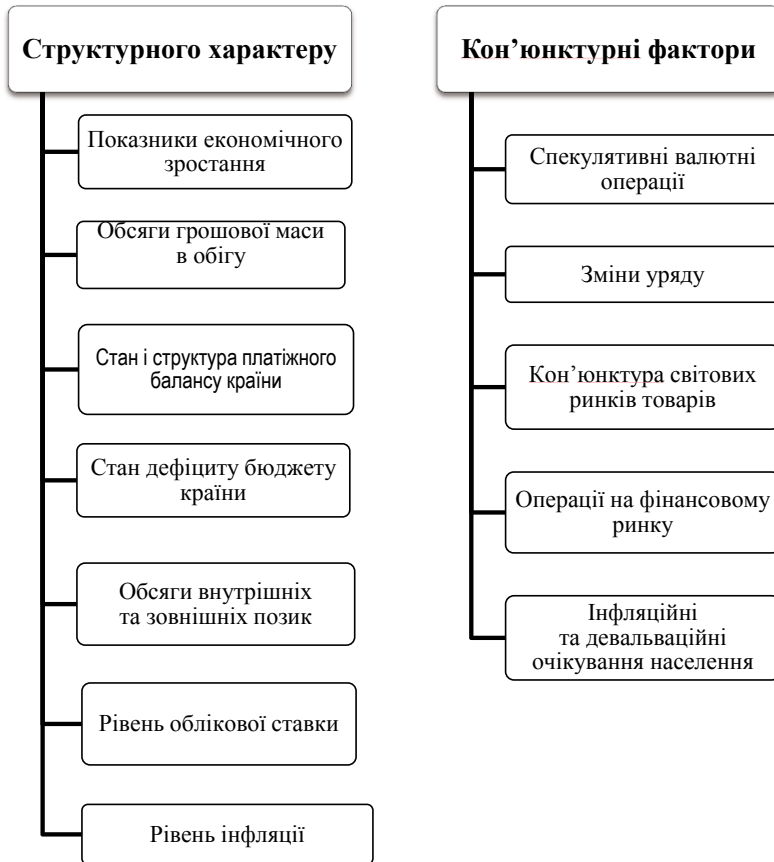 Структурного характеру
Показники економічного
зростання
Обсяги грошової маси
в обігу
Стан і структура платіжного
балансу країни
Стан дефіциту бюджету
країни
Обсяги внутрішніх
та зовнішніх позик
Рівень облікової ставки
Рівень інфляції
Кон’юнктурні фактори
Спекулятивні валютні
операції
Зміни уряду
Кон’юнктура світових
ринків товарів
Операції на фінансовому
ринку
Інфляційні
та девальваційні
очікування населення